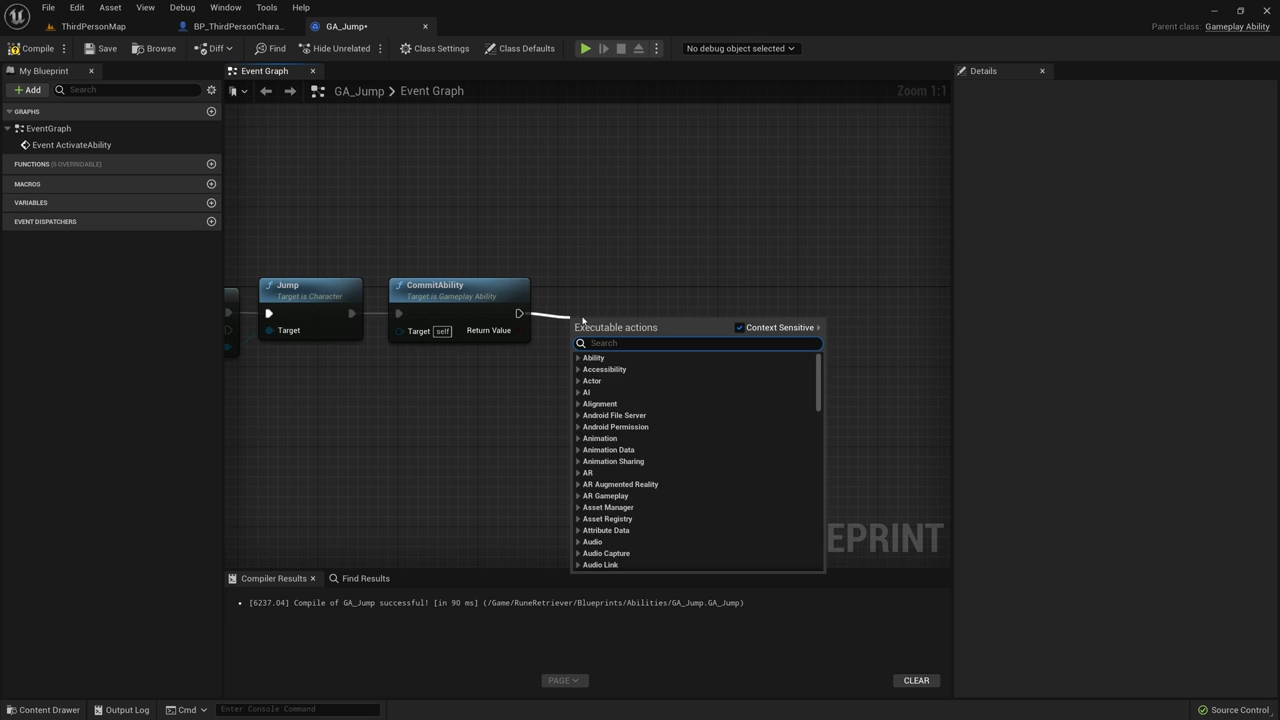 File Edit Asset View Debug Window Tools Help
ThirdPersonMap BP_ThirdPersonChara... GA_Jump*
Parent class: Gameplay Ability
Compile Save Browse Diff Find Hide Unrelated Class Settings Class Defaults No debug object selected
My Blueprint
Event Graph
Details
Add Search
GA_Jump > Event Graph
Zoom 1:1
GRAPHS
EventGraph
Event ActivateAbility
FUNCTIONS (5 OVERRIDABLE)
MACROS
VARIABLES
EVENT DISPATCHERS
Jump
Target is Character
Target
CommitAbility
Target is Gameplay Ability
Target self Return Value
Executable actions Context Sensitive
Search
Ability
Accessibility
Actor
AI
Alignment
Android File Server
Android Permission
Animation
Animation Data
Animation Sharing
AR
AR Augmented Reality
AR Gameplay
Asset Manager
Asset Registry
Attribute Data
Audio
Audio Capture
Audio Link
EPRINT
Compiler Results Find Results
[6237.04] Compile of GA_Jump successful! [in 90 ms] (/Game/RuneRetriever/Blueprints/Abilities/GA_Jump.GA_Jump)
PAGE
CLEAR
Content Drawer Output Log Cmd Enter Console Command Source Control